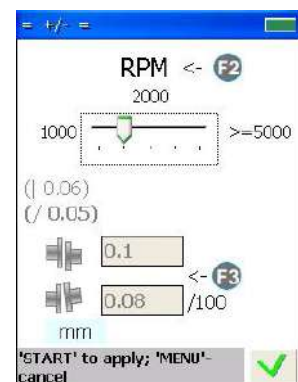 = +/- =
RPM <- F2
2000
1000 >=5000
(| 0.06)
(/ 0.05)
0.1
<- F3
0.08 /100
mm
'START' to apply; 'MENU'-
cancel